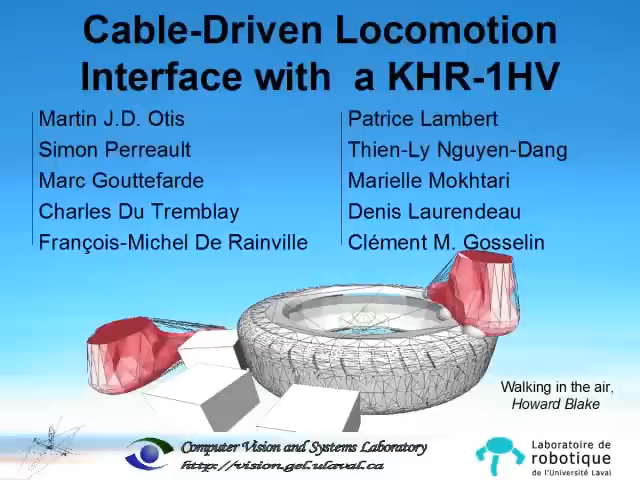 Cable-Driven Locomotion
Interface with a KHR-1HV
Martin J.D. Otis
Simon Perreault
Marc Gouttefarde
Charles Du Tremblay
François-Michel De Rainville
Patrice Lambert
Thien-Ly Nguyen-Dang
Marielle Mokhtari
Denis Laurendeau
Clément M. Gosselin
Walking in the air,
Howard Blake
Computer Vision and Systems Laboratory
http://vision.gel.ulaval.ca
Laboratoire de
robotique
de l'Université Laval